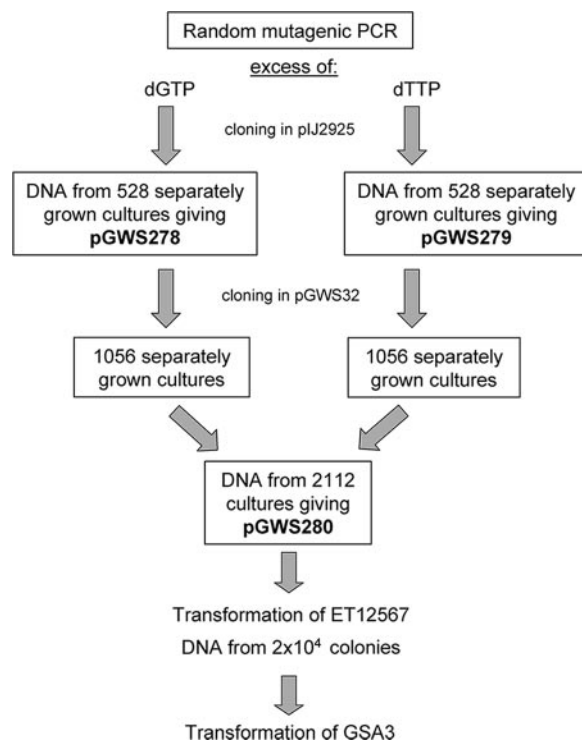 Random mutagenic PCR
excess of:
dGTP
dTTP
cloning in pIJ2925
DNA from 528 separately
grown cultures giving
pGWS278
DNA from 528 separately
grown cultures giving
pGWS279
cloning in pGWS32
1056 separately
grown cultures
1056 separately
grown cultures
DNA from 2112
cultures giving
pGWS280
Transformation of ET12567
DNA from 2x10⁴ colonies
Transformation of GSA3